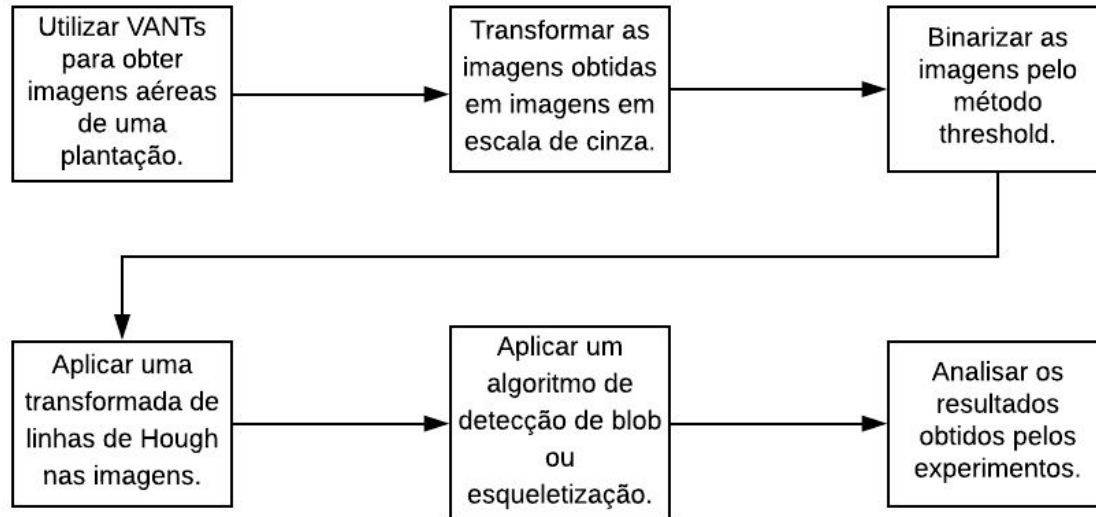 Utilizar VANTs
para obter
imagens aéreas
de uma
plantação.
Transformar as
imagens obtidas
em imagens em
escala de cinza.
Binarizar as
imagens pelo
método
threshold.
Aplicar uma
transformada de
linhas de Hough
nas imagens.
Aplicar um
algoritmo de
detecção de blob
ou
esqueletização.
Analisar os
resultados
obtidos pelos
experimentos.